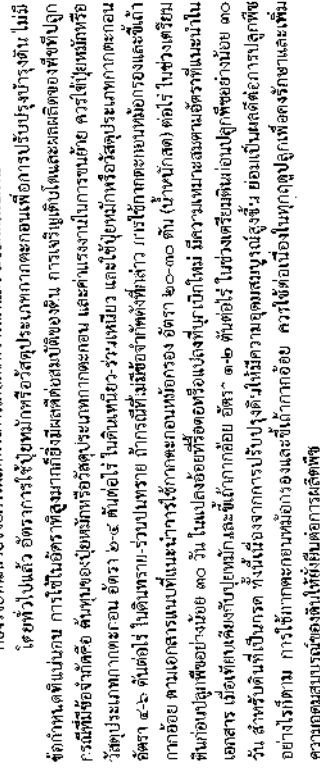 โดยทั่วไปแล้ว อัตราการใช้ปุ๋ยหมักหรือวัสดุประเภทกากตะกอนเพื่อการปรับปรุงบำรุงดิน ไม่มี
ข้อกำหนดที่แน่นอน การใช้ในอัตราที่สูงมากก็ยิ่งมีผลดีต่อสมบัติของดิน การเจริญเติบโตและผลผลิตของพืชที่ปลูก
กรณีที่มีข้อจำกัดคือ ต้นทุนของปุ๋ยหมักหรือวัสดุประเภทกากตะกอน และค่าแรงงานในการขนย้าย ควรใช้ปุ๋ยหมักหรือ
วัสดุประเภทกากตะกอน อัตรา ๒-๔ ตันต่อไร่ ในดินเหนียว-ร่วนเหนียว และใช้ปุ๋ยหมักหรือวัสดุประเภทกากตะกอน
อัตรา ๔-๖ ตันต่อไร่ ในดินทราย-ร่วนปนทราย ถ้ากรณีที่ไม่มีข้อจำกัดดังที่กล่าว การใช้กากตะกอนหม้อกรองและขี้เถ้า
กากอ้อย ตามเอกสารแนบที่แนะนำการใช้กากตะกอนหม้อกรอง อัตรา ๒๐-๓๐ ตัน (น้ำหนักสด) ต่อไร่ ในช่วงเตรียม
ดินก่อนปลูกพืชอย่างน้อย ๓๐ วัน ในแปลงอ้อยที่รื้อตอหรือแปลงที่บุกเบิกใหม่ มีความเหมาะสมตามอัตราที่แนะนำใน
เอกสาร เมื่อเทียบเคียงกับปุ๋ยหมักและขี้เถ้ากากอ้อย อัตรา ๑-๒ ตันต่อไร่ ในช่วงเตรียมดินก่อนปลูกพืชอย่างน้อย ๓๐
วัน สำหรับดินที่เป็นกรด ทั้งนี้เนื่องจากการปรับปรุงดินให้มีความอุดมสมบูรณ์สูงขึ้น ย่อมเป็นผลดีต่อการปลูกพืช
อย่างไรก็ตาม การใช้กากตะกอนหม้อกรองและขี้เถ้ากากอ้อย ควรใช้ต่อเนื่องในทุกฤดูปลูกเพื่อคงรักษาและเพิ่ม
ความอุดมสมบูรณ์ของดินให้ยั่งยืนต่อการผลิตพืช